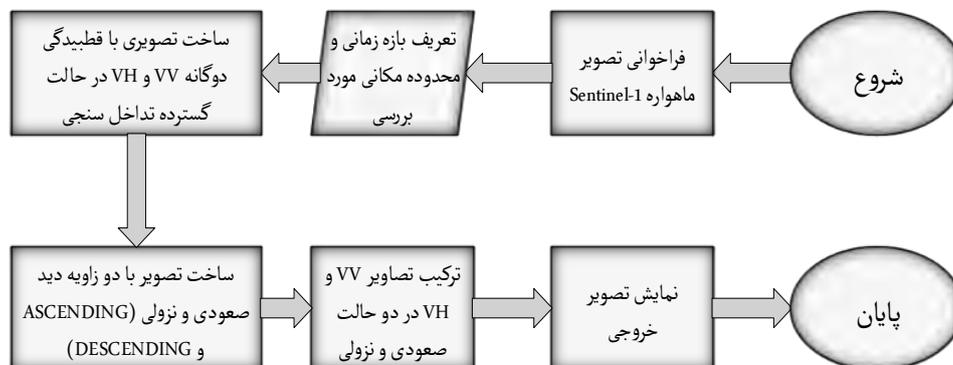 شروع
فراخوانی تصویر
ماهواره Sentinel-1
تعریف بازه زمانی و
محدوده مکانی مورد
بررسی
ساخت تصویری با قطبیدگی
دوگانه VV و VH در حالت
گسترده تداخل سنجی
ساخت تصویر با دو زاویه دید
صعودی و نزولی (ASCENDING
و DESCENDING)
ترکیب تصاویر VV و
VH در دو حالت
صعودی و نزولی
نمایش تصویر
خروجی
پایان